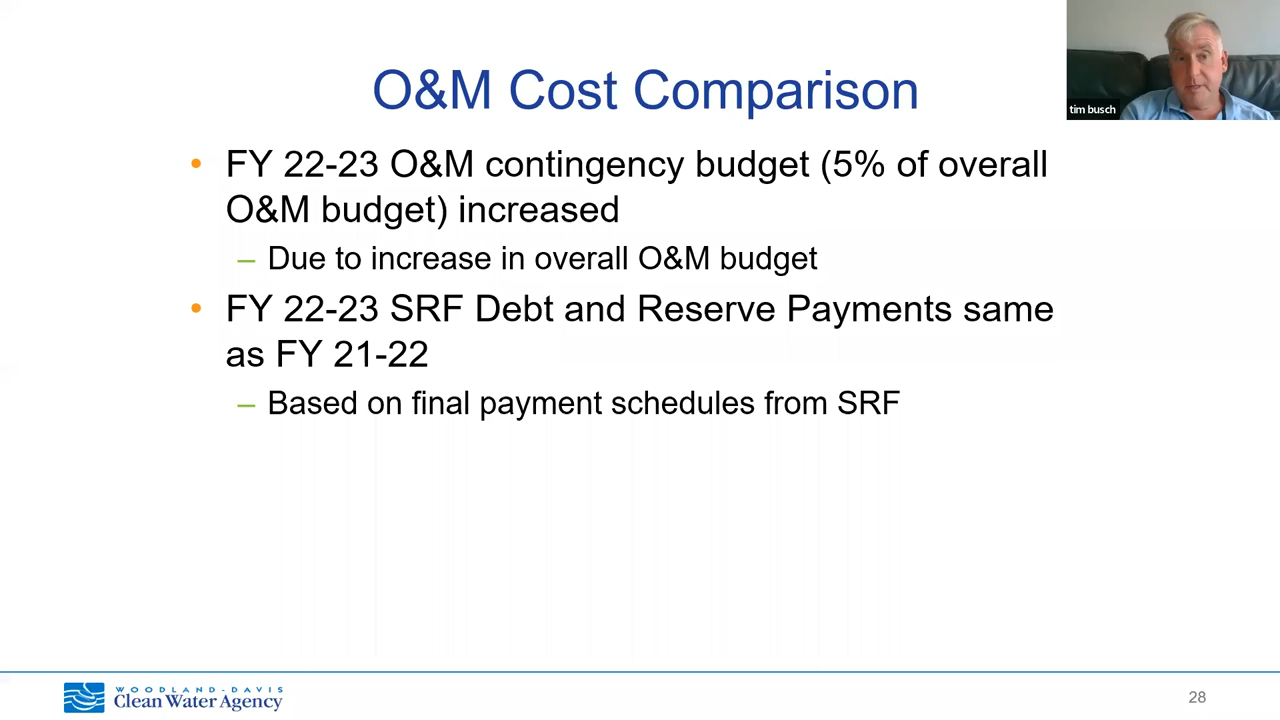 O&M Cost Comparison
tim busch
• FY 22-23 O&M contingency budget (5% of overall
O&M budget) increased
– Due to increase in overall O&M budget
• FY 22-23 SRF Debt and Reserve Payments same
as FY 21-22
– Based on final payment schedules from SRF
WOODLAND-DAVIS
Clean Water Agency
28